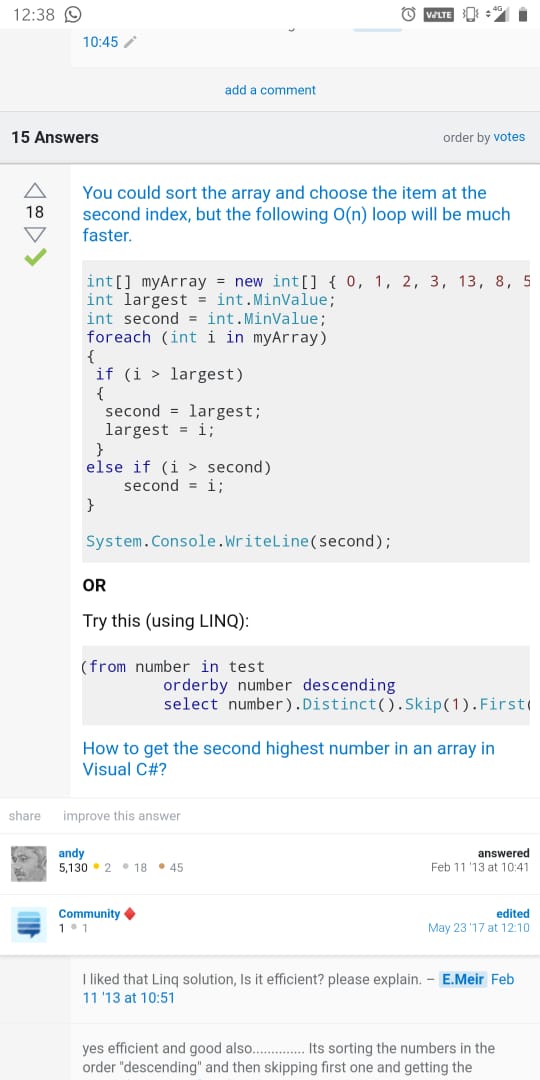 12:38
VoLTE 4G
10:45
add a comment
15 Answers order by votes
18
You could sort the array and choose the item at the
second index, but the following O(n) loop will be much
faster.
int[] myArray = new int[] { 0, 1, 2, 3, 13, 8, 5
int largest = int.MinValue;
int second = int.MinValue;
foreach (int i in myArray)
{
if (i > largest)
{
second = largest;
largest = i;
}
else if (i > second)
second = i;
}
System.Console.WriteLine(second);
OR
Try this (using LINQ):
(from number in test
orderby number descending
select number).Distinct().Skip(1).First(
How to get the second highest number in an array in
Visual C#?
share improve this answer
andy answered
5,130 2 18 45 Feb 11 '13 at 10:41
Community edited
1 1 May 23 '17 at 12:10
I liked that Linq solution, Is it efficient? please explain. – E.Meir Feb
11 '13 at 10:51
yes efficient and good also.............. Its sorting the numbers in the
order "descending" and then skipping first one and getting the